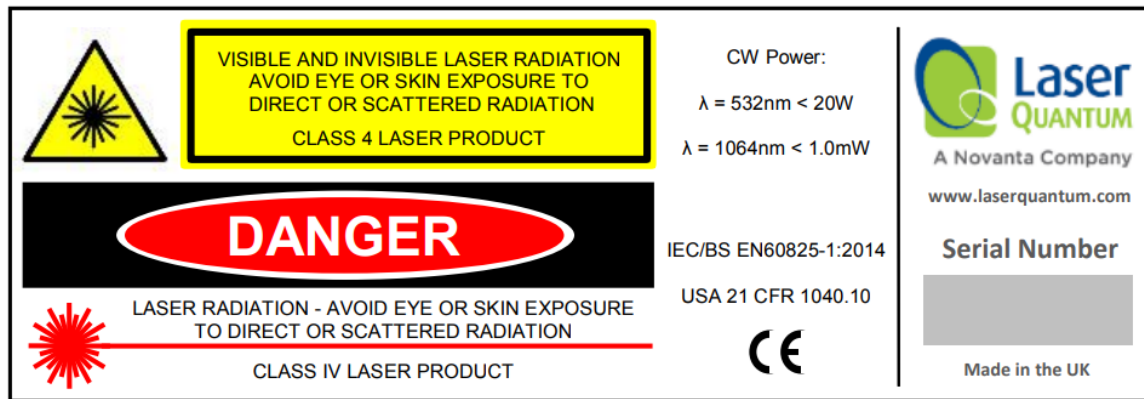 VISIBLE AND INVISIBLE LASER RADIATION
AVOID EYE OR SKIN EXPOSURE TO
DIRECT OR SCATTERED RADIATION
CLASS 4 LASER PRODUCT
DANGER
LASER RADIATION - AVOID EYE OR SKIN EXPOSURE
TO DIRECT OR SCATTERED RADIATION
CLASS IV LASER PRODUCT
CW Power:
λ = 532nm < 20W
λ = 1064nm < 1.0mW
IEC/BS EN60825-1:2014
USA 21 CFR 1040.10
CE
Laser
QUANTUM
A Novanta Company
www.laserquantum.com
Serial Number
Made in the UK